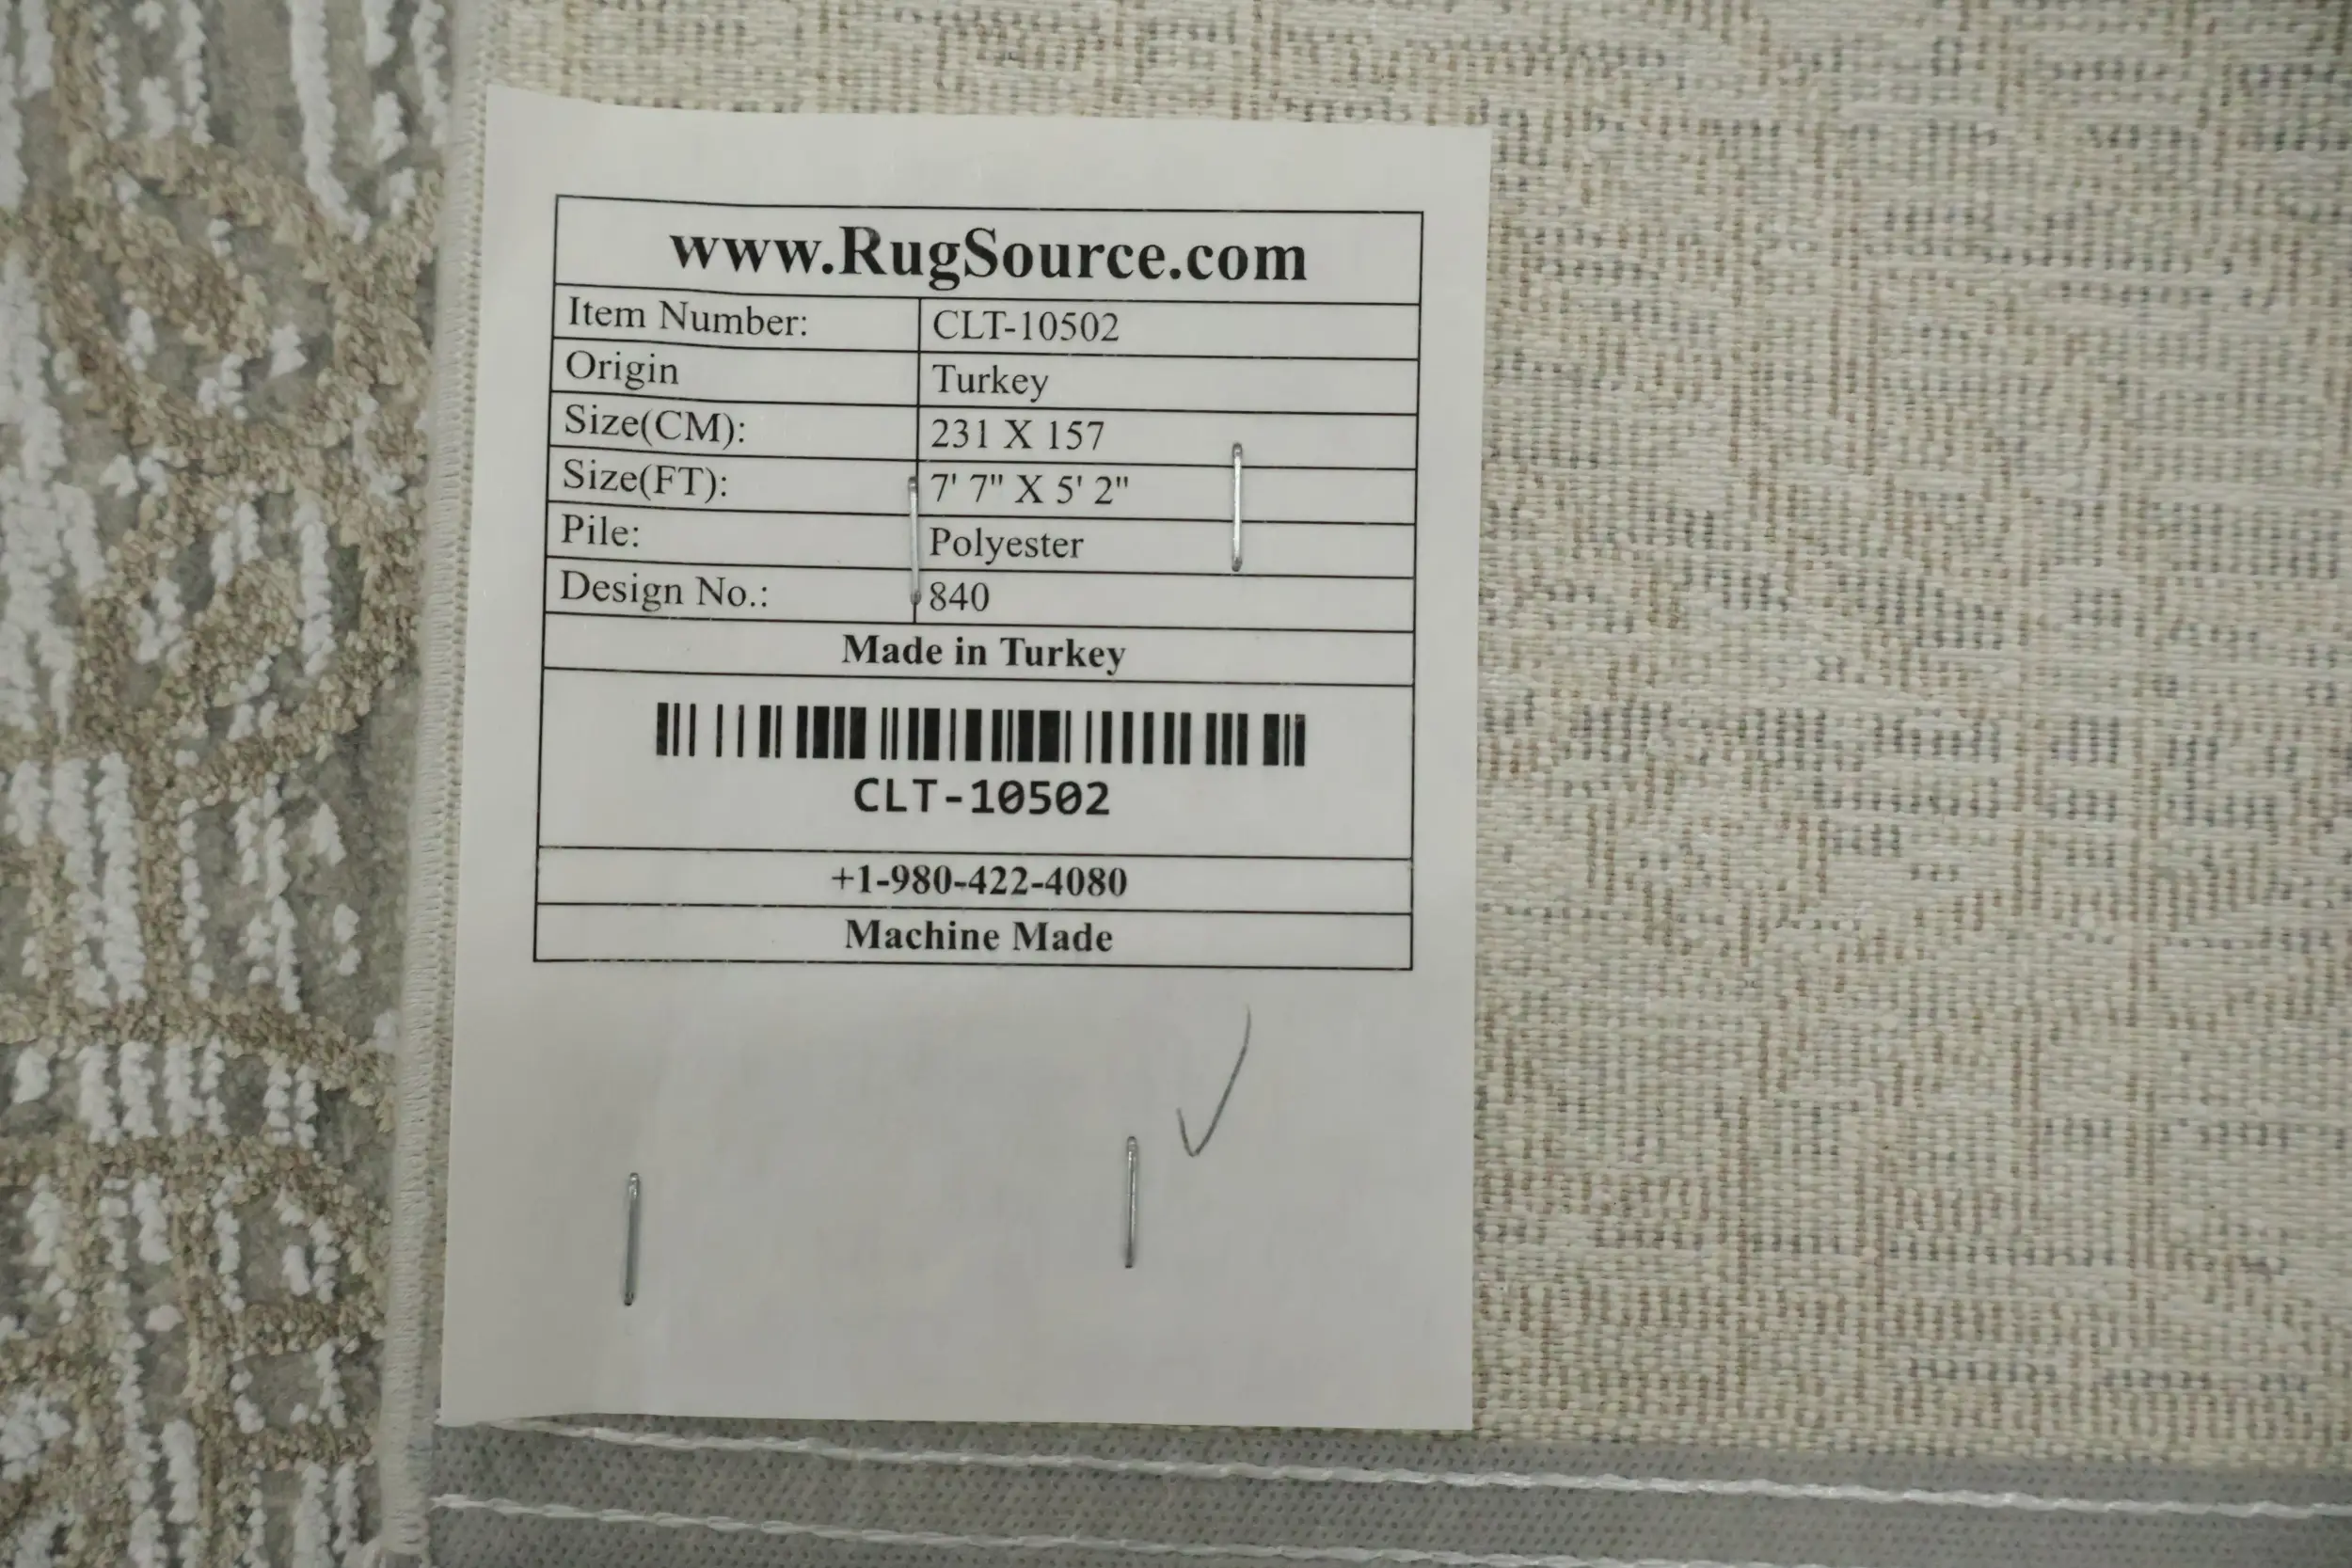 www.RugSource.com
Item Number: CLT-10502
Origin Turkey
Size(CM): 231 X 157
Size(FT): 7' 7" X 5' 2"
Pile: Polyester
Design No.: 840
Made in Turkey
CLT-10502
+1-980-422-4080
Machine Made